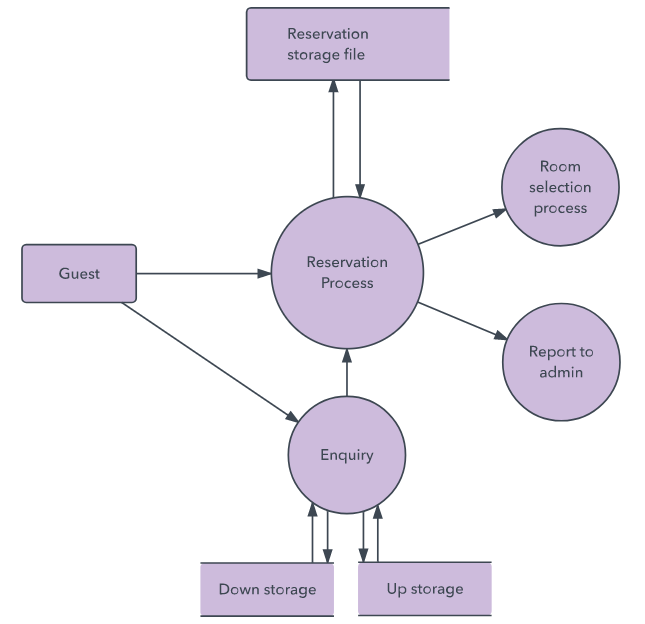 Reservation
storage file
Room
selection
process
Guest
Reservation
Process
Report to
admin
Enquiry
Down storage
Up storage